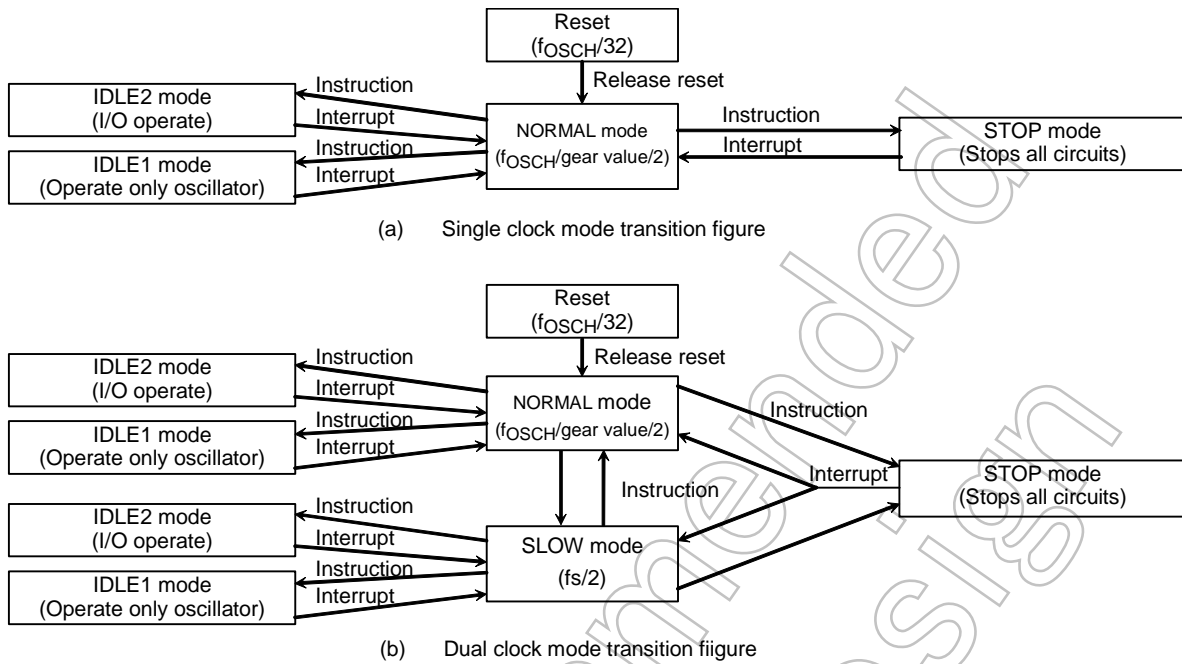 Reset
(fOSCH/32)
Release reset
IDLE2 mode
(I/O operate)
Instruction
Interrupt
IDLE1 mode
(Operate only oscillator)
Instruction
Interrupt
NORMAL mode
(fOSCH/gear value/2)
Instruction
Interrupt
STOP mode
(Stops all circuits)
(a) Single clock mode transition figure
Reset
(fOSCH/32)
Release reset
IDLE2 mode
(I/O operate)
Instruction
Interrupt
IDLE1 mode
(Operate only oscillator)
Instruction
Interrupt
NORMAL mode
(fOSCH/gear value/2)
Instruction
Interrupt
STOP mode
(Stops all circuits)
Instruction
IDLE2 mode
(I/O operate)
Instruction
Interrupt
IDLE1 mode
(Operate only oscillator)
Instruction
Interrupt
SLOW mode
(fs/2)
(b) Dual clock mode transition fiigure
mended
esign